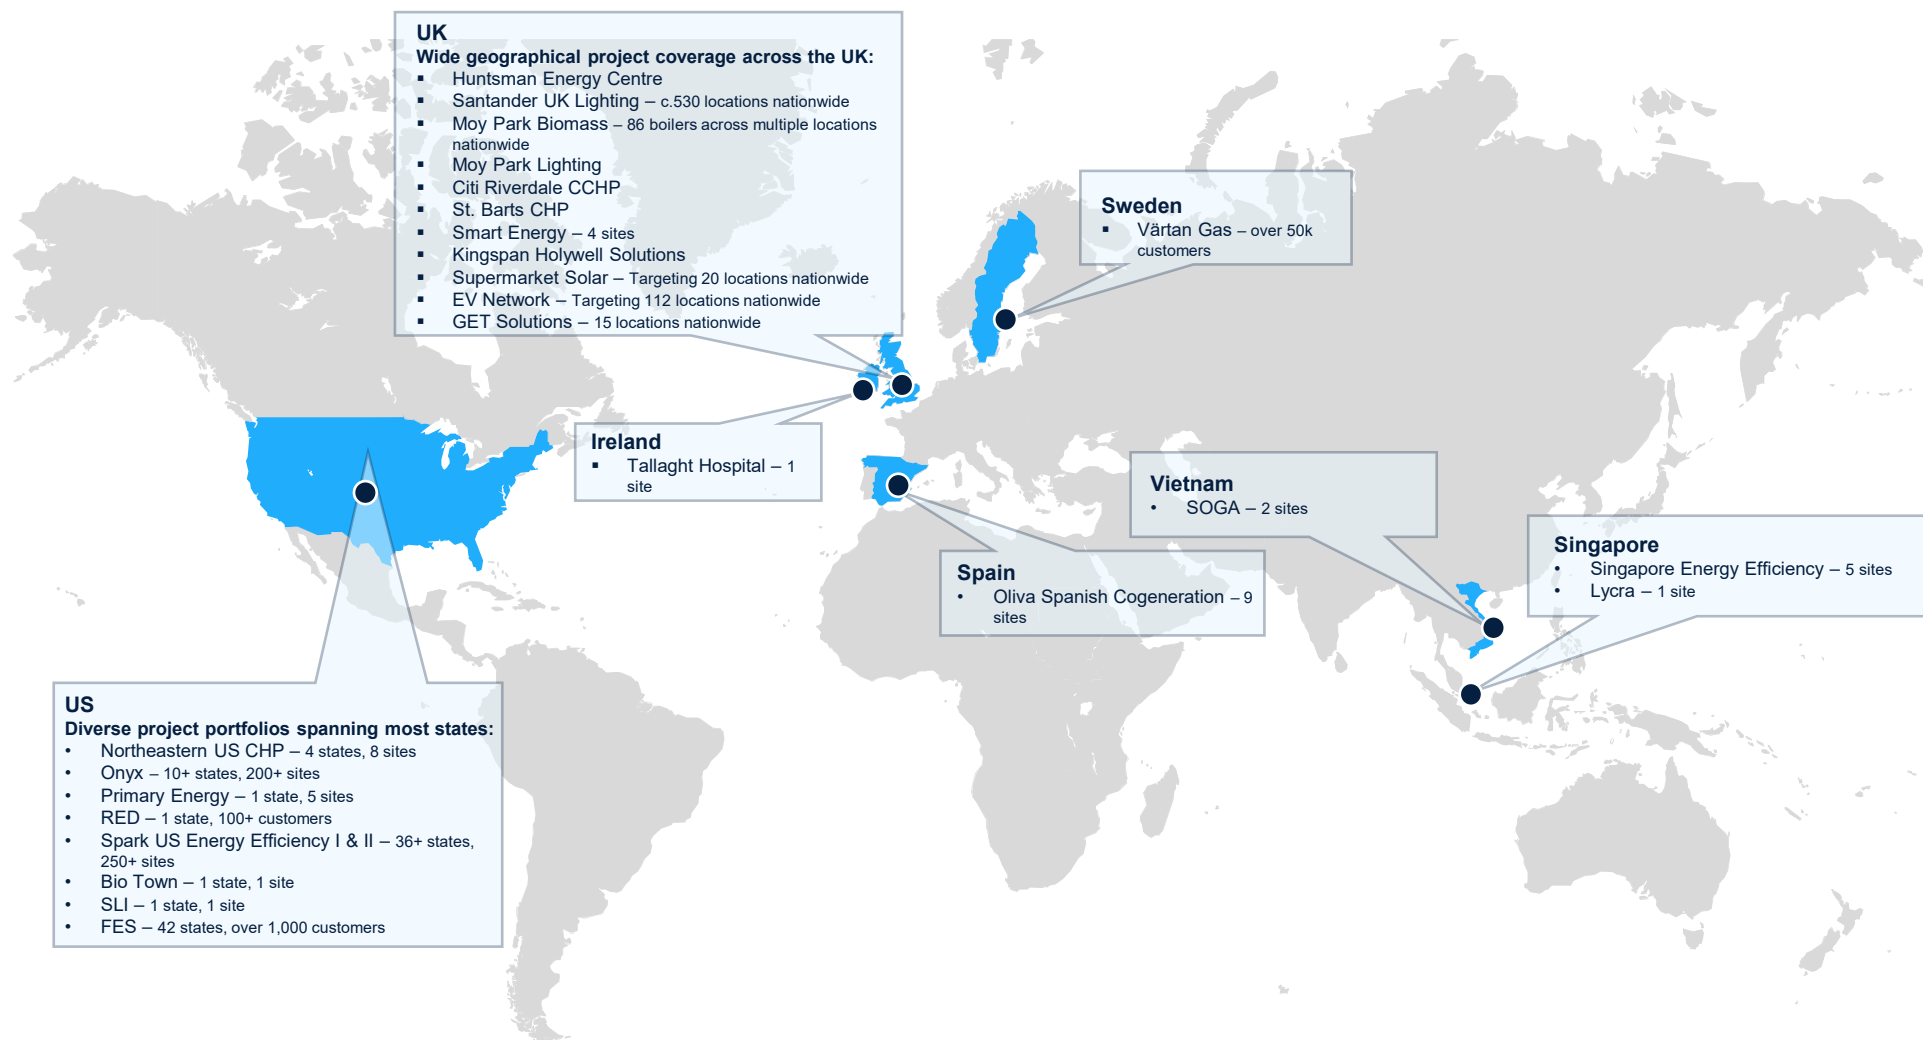 UK
Wide geographical project coverage across the UK:
▪ Huntsman Energy Centre
▪ Santander UK Lighting – c.530 locations nationwide
▪ Moy Park Biomass – 86 boilers across multiple locations
nationwide
▪ Moy Park Lighting
▪ Citi Riverdale CCHP
▪ St. Barts CHP
▪ Smart Energy – 4 sites
▪ Kingspan Holywell Solutions
▪ Supermarket Solar – Targeting 20 locations nationwide
▪ EV Network – Targeting 112 locations nationwide
▪ GET Solutions – 15 locations nationwide
Sweden
▪ Värtan Gas – over 50k
customers
Ireland
▪ Tallaght Hospital – 1
site
Vietnam
• SOGA – 2 sites
Singapore
• Singapore Energy Efficiency – 5 sites
• Lycra – 1 site
Spain
• Oliva Spanish Cogeneration – 9
sites
US
Diverse project portfolios spanning most states:
• Northeastern US CHP – 4 states, 8 sites
• Onyx – 10+ states, 200+ sites
• Primary Energy – 1 state, 5 sites
• RED – 1 state, 100+ customers
• Spark US Energy Efficiency I & II – 36+ states,
250+ sites
• Bio Town – 1 state, 1 site
• SLI – 1 state, 1 site
• FES – 42 states, over 1,000 customers